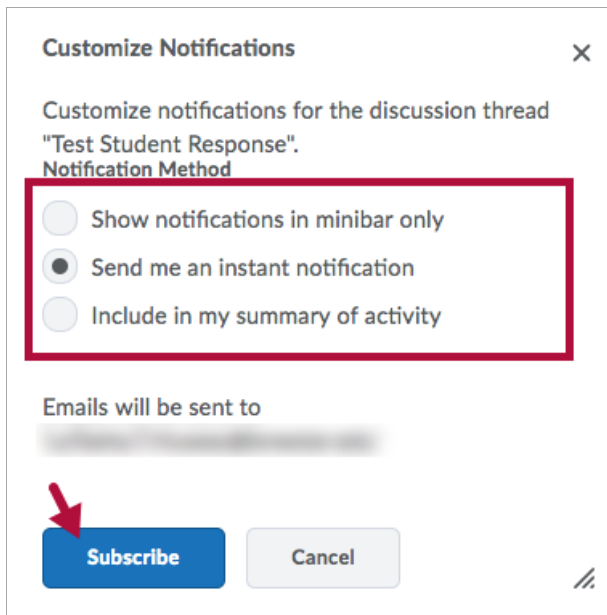 Customize Notifications
Customize notifications for the discussion thread
"Test Student Response".
Notification Method
Show notifications in minibar only
Send me an instant notification
Include in my summary of activity
Emails will be sent to
Subscribe
Cancel